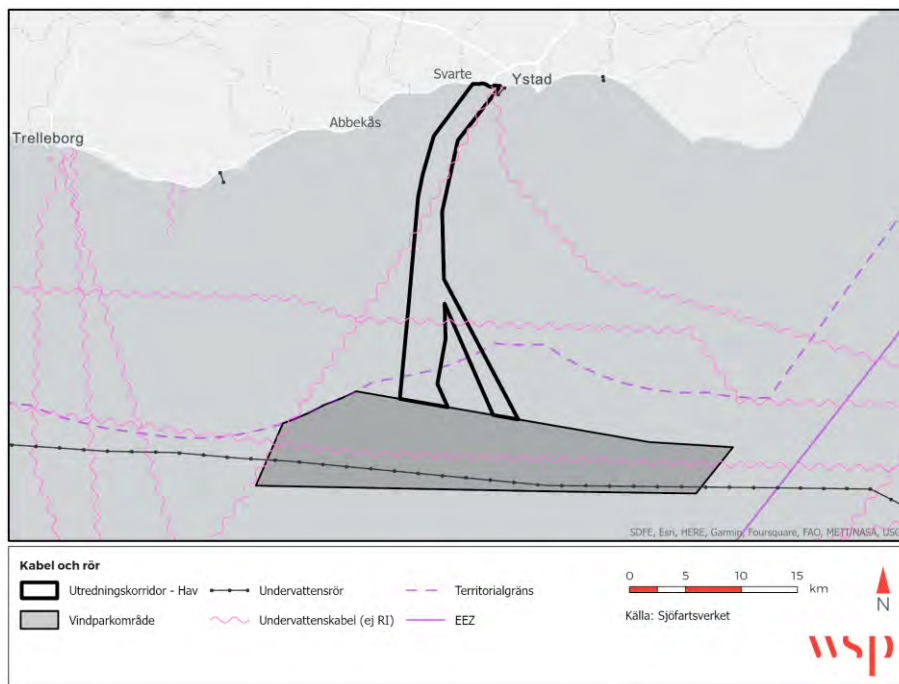 Svarte
Ystad
Abbekås
Trelleborg
SDFE, Esri, HERE, Garmin, Foursquare, FAO, METI/NASA, USG
Kabel och rör
Utredningskorridor - Hav
Undervattensrör
Territorialgräns
Vindparkområde
Undervattenskabel (ej RI)
EEZ
0 5 10 15
km
Källa: Sjöfartsverket
N
wsp